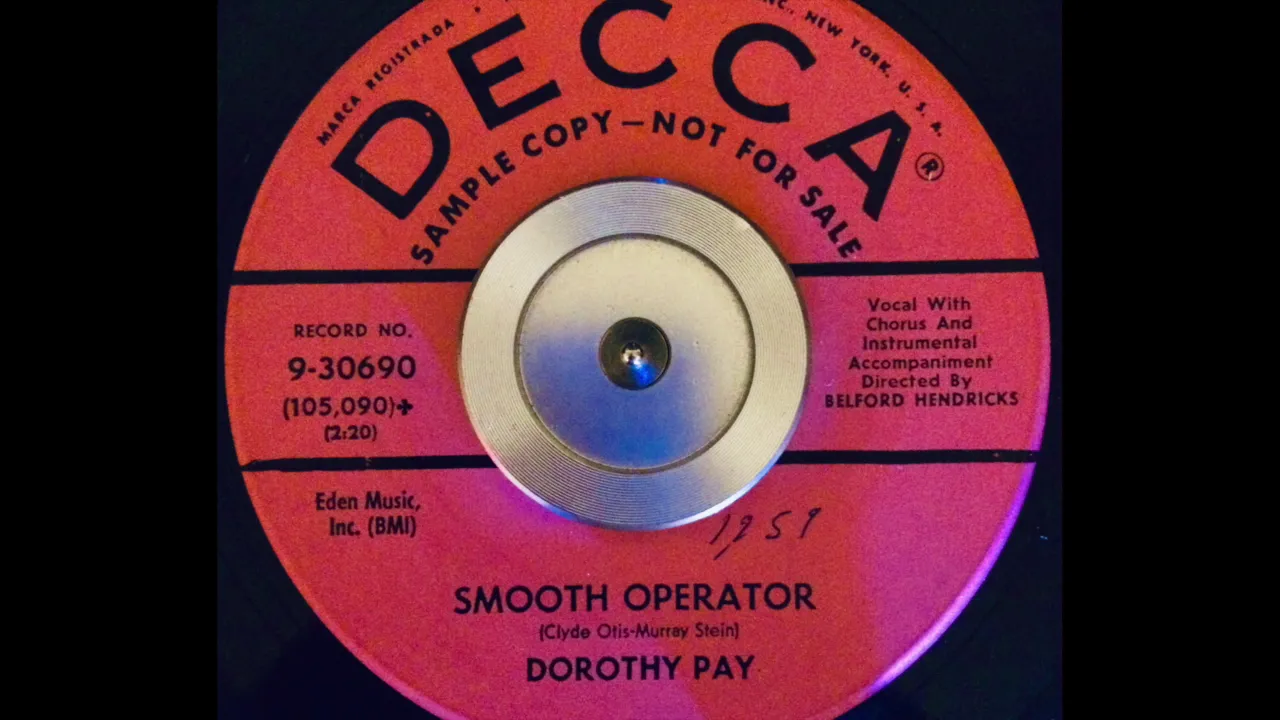 MARCA REGISTRADA • INC., NEW YORK, U. S. A.
DECCA®
SAMPLE COPY—NOT FOR SALE
RECORD NO.
9-30690
(105,090)+
(2:20)
Vocal With
Chorus And
Instrumental
Accompaniment
Directed By
BELFORD HENDRICKS
Eden Music,
Inc. (BMI)
1959
SMOOTH OPERATOR
(Clyde Otis-Murray Stein)
DOROTHY PAY